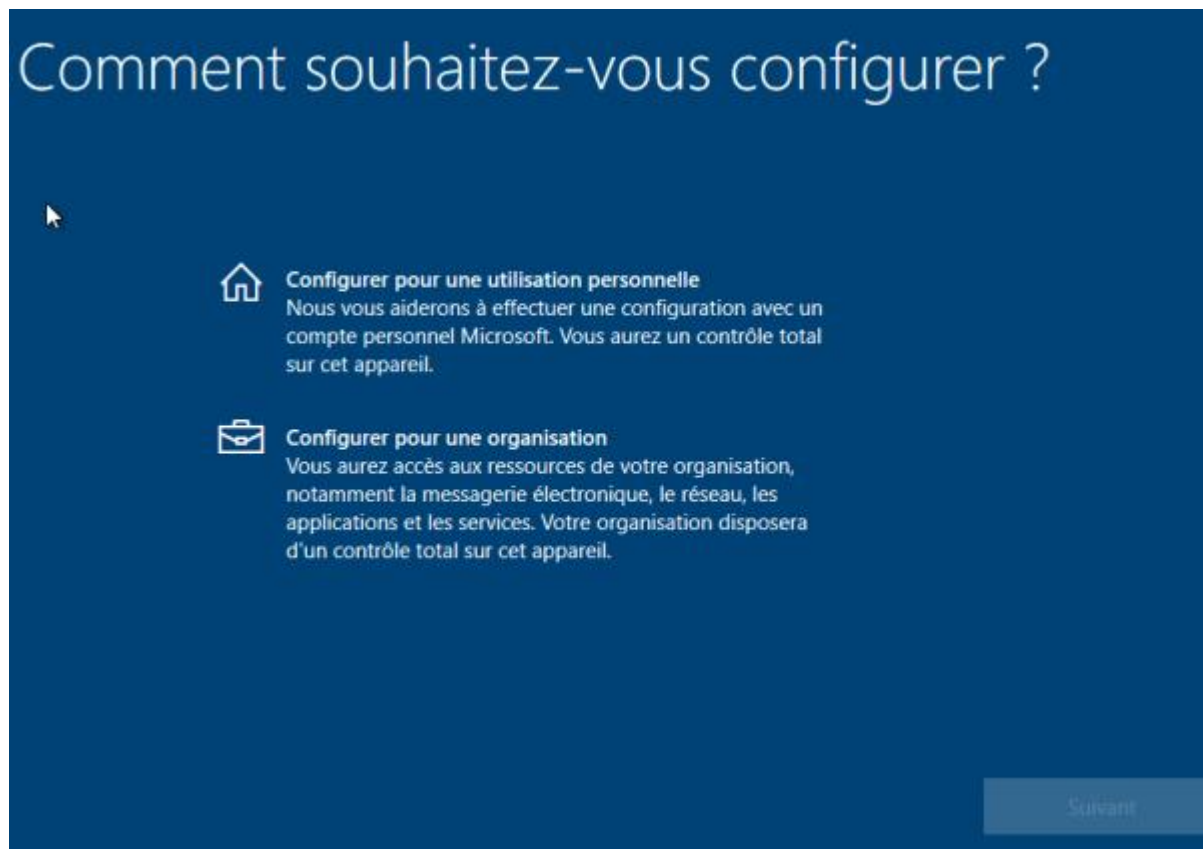 Comment souhaitez-vous configurer ?
Configurer pour une utilisation personnelle
Nous vous aiderons à effectuer une configuration avec un
compte personnel Microsoft. Vous aurez un contrôle total
sur cet appareil.
Configurer pour une organisation
Vous aurez accès aux ressources de votre organisation,
notamment la messagerie électronique, le réseau, les
applications et les services. Votre organisation disposera
d'un contrôle total sur cet appareil.
Suivant